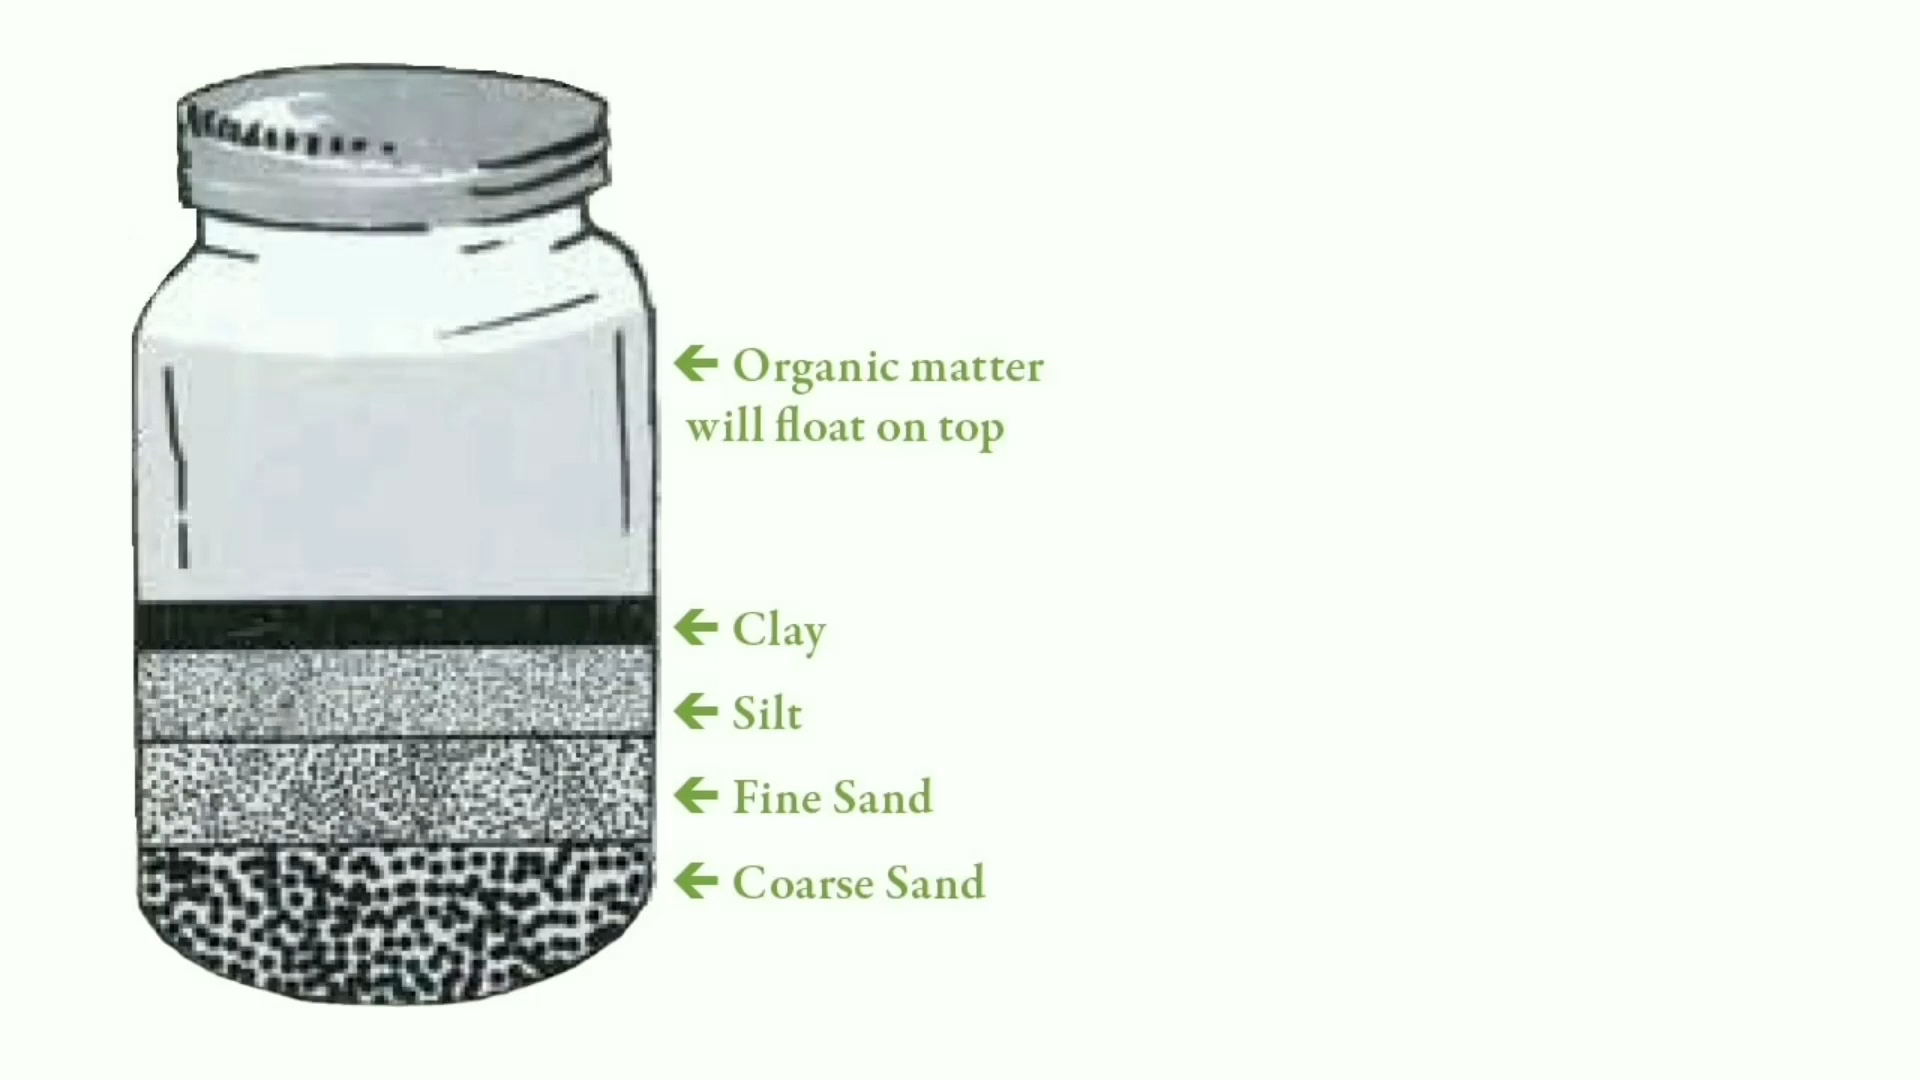 ← Organic matter
will float on top
← Clay
← Silt
← Fine Sand
← Coarse Sand